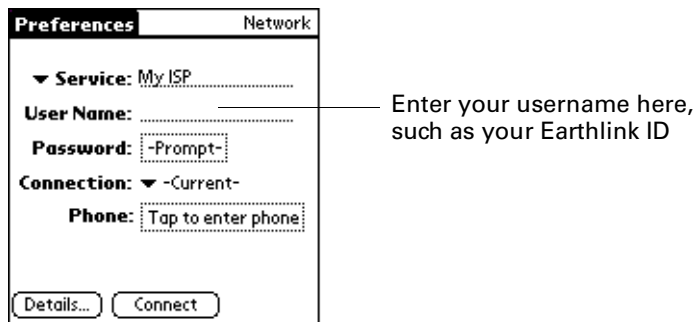 Preferences Network
▼ Service: My ISP
User Name:
Password: -Prompt-
Connection: ▼ -Current-
Phone: Tap to enter phone
Details... Connect
Enter your username here,
such as your Earthlink ID